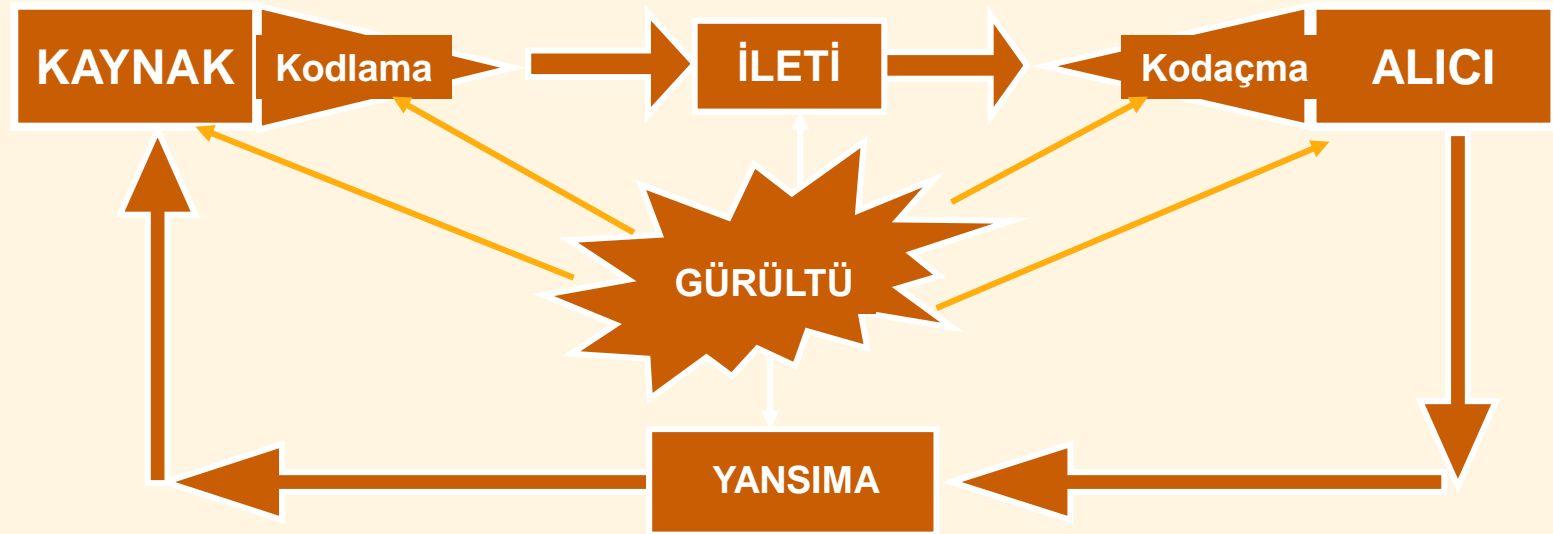 KAYNAK
Kodlama
İLETİ
Kodaçma
ALICI
GÜRÜLTÜ
YANSIMA